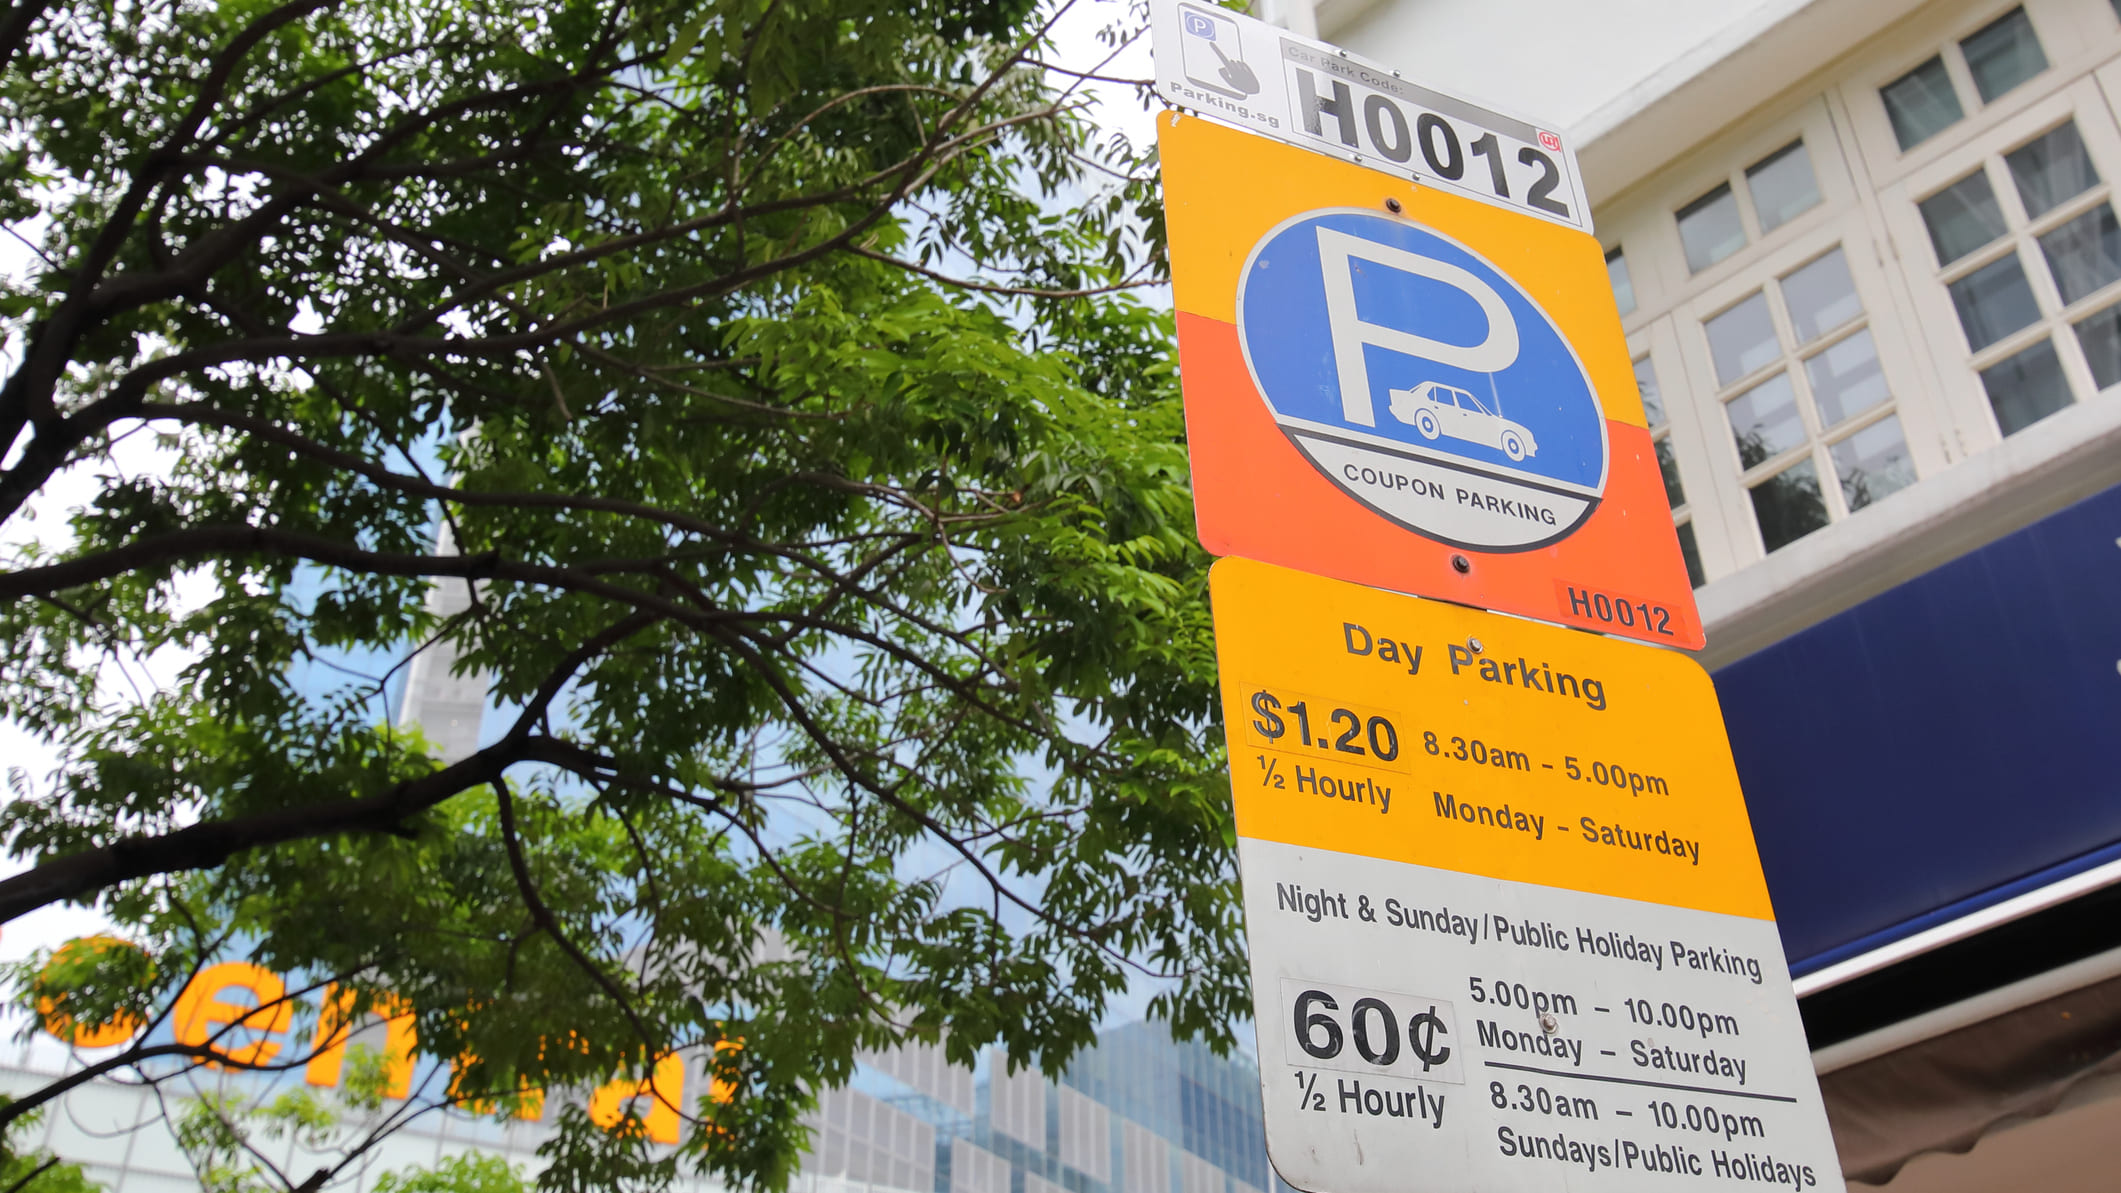 P
Parking.sg
Car Park Code:
H0012
P
COUPON PARKING
H0012
Day Parking
$1.20
½ Hourly
8.30am - 5.00pm
Monday - Saturday
Night & Sunday/Public Holiday Parking
60¢
½ Hourly
5.00pm - 10.00pm
Monday - Saturday
8.30am - 10.00pm
Sundays/Public Holidays
central